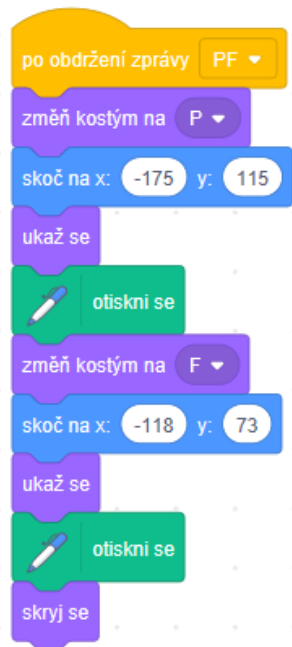 po obdržení zprávy PF
změň kostým na P
skoč na x: -175 y: 115
ukaž se
otiskni se
změň kostým na F
skoč na x: -118 y: 73
ukaž se
otiskni se
skryj se